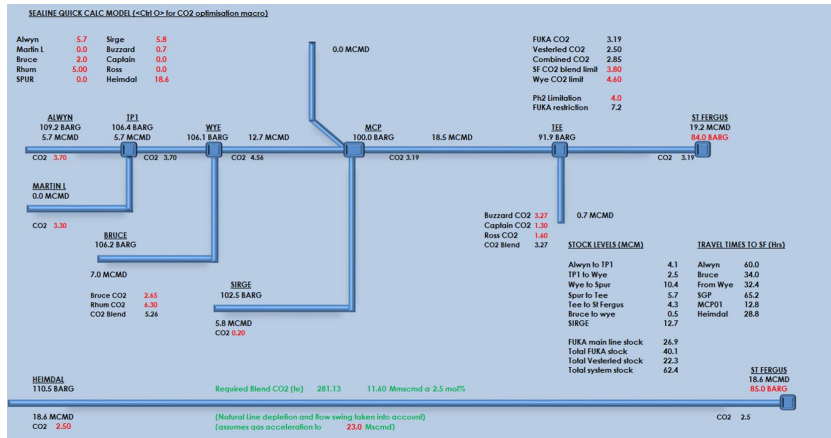 SEALINE QUICK CALC MODEL (<Ctrl O> for CO2 optimisation macro)
Alwyn 5.7 Sirge 5.8
Martin L 0.0 Buzzard 0.7
Bruce 2.0 Captain 0.0
Rhum 5.00 Ross 0.0
SPUR 0.0 Heimdal 18.6
0.0 MCMD
FUKA CO2 3.19
Vesterled CO2 2.50
Combined CO2 2.85
SF CO2 blend limit 3.80
Wye CO2 limit 4.60
Ph2 Limitation 4.0
FUKA restriction 7.2
ALWYN
109.2 BARG
5.7 MCMD
TP1
106.4 BARG
5.7 MCMD
WYE
106.1 BARG
12.7 MCMD
MCP
100.0 BARG
18.5 MCMD
TEE
91.9 BARG
ST FERGUS
19.2 MCMD
84.0 BARG
CO2 3.70
CO2 3.70
CO2 4.56
CO2 3.19
CO2 3.19
MARTIN L
0.0 MCMD
CO2 3.30
BRUCE
106.2 BARG
7.0 MCMD
Bruce CO2 2.65
Rhum CO2 6.30
CO2 Blend 5.26
SIRGE
102.5 BARG
5.8 MCMD
CO2 0.20
Buzzard CO2 3.27
Captain CO2 1.30
Ross CO2 1.60
CO2 Blend 3.27
0.7 MCMD
STOCK LEVELS (MCM)
Alwyn to TP1 4.1
TP1 to Wye 2.5
Wye to Spur 10.4
Spur to Tee 5.7
Tee to St Fergus 4.3
Bruce to wye 0.5
SIRGE 12.7
FUKA main line stock 26.9
Total FUKA stock 40.1
Total Vesterled stock 22.3
Total system stock 62.4
TRAVEL TIMES TO SF (Hrs)
Alwyn 60.0
Bruce 34.0
From Wye 32.4
SGP 65.2
MCP01 12.8
Heimdal 28.8
HEIMDAL
110.5 BARG
Required Blend CO2 (te) 281.13 11.60 Mmscmd @ 2.5 mol%
ST FERGUS
18.6 MCMD
85.0 BARG
18.6 MCMD
CO2 2.50
(Natural Line depletion and flow swing taken into account)
(assumes gas acceleration to 23.0 Mscmd)
CO2 2.5